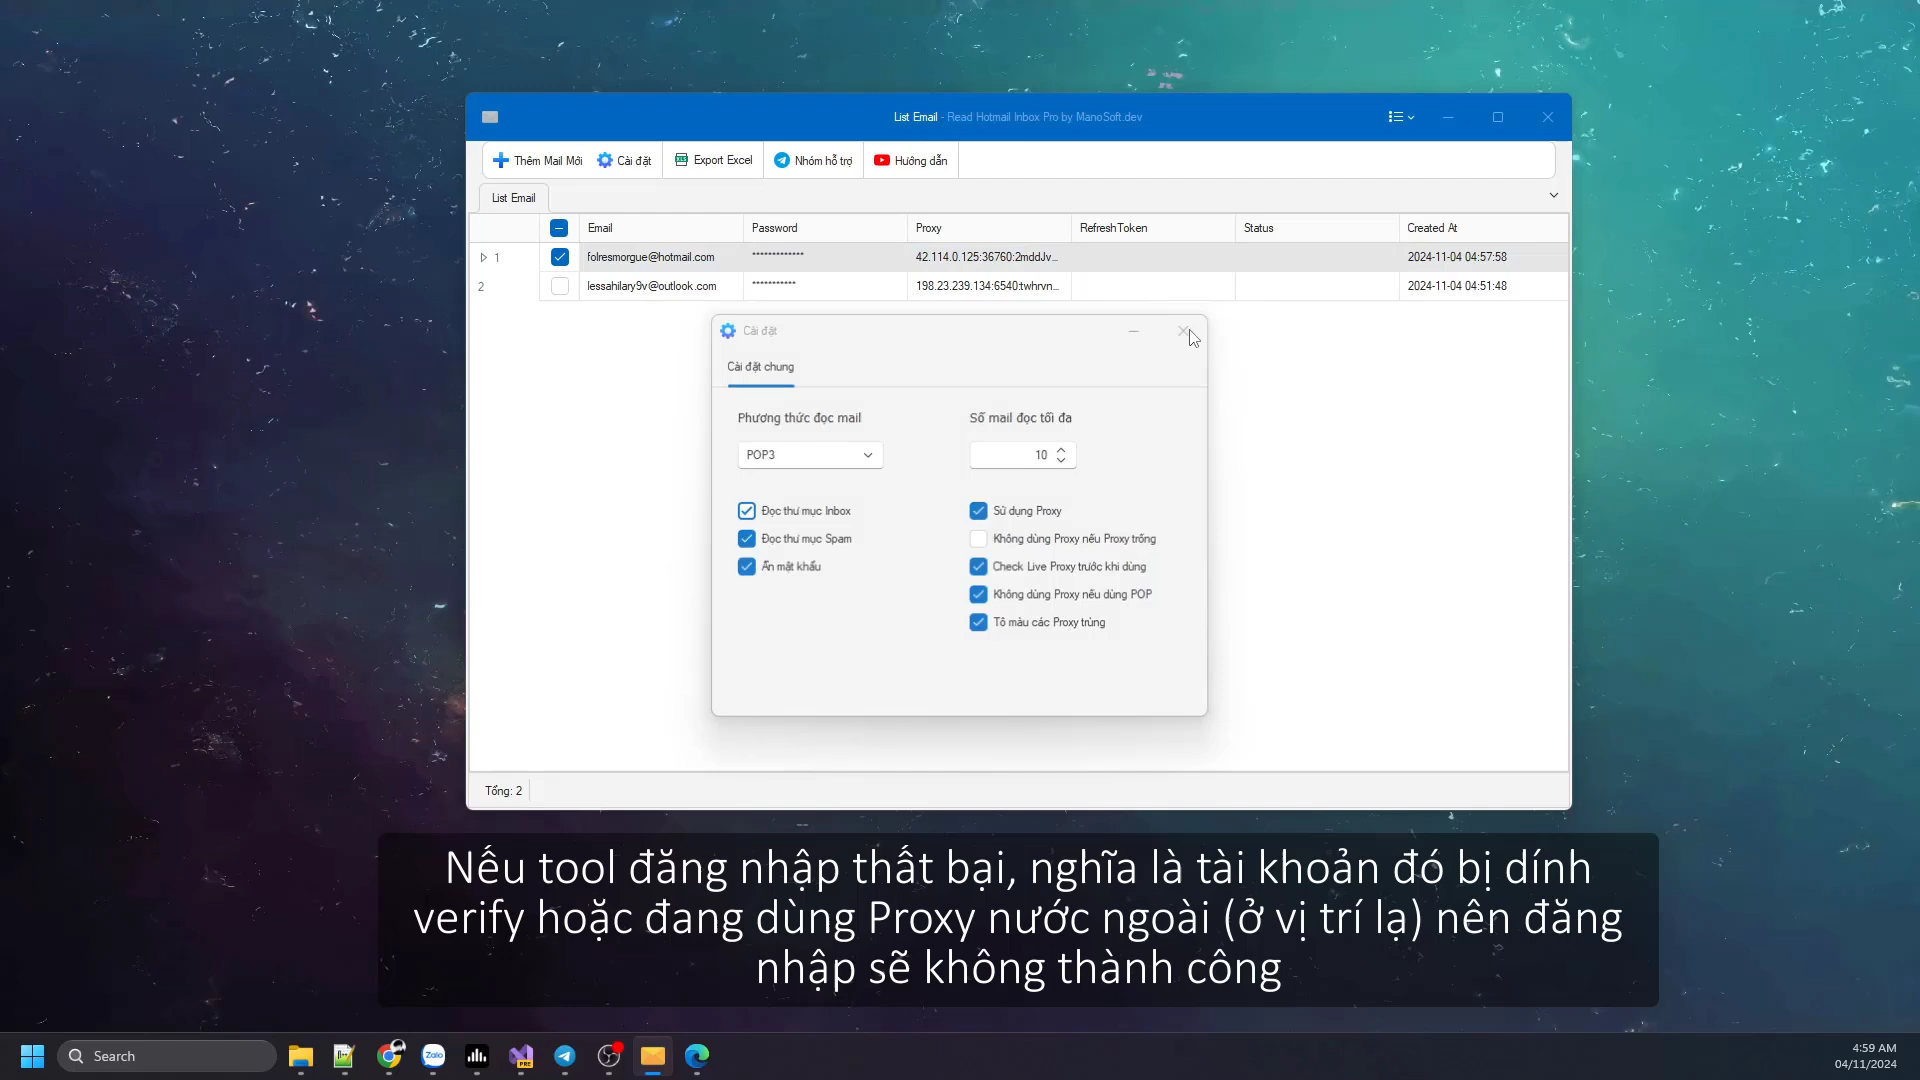 List Email - Read Hotmail Inbox Pro by ManoSoft.dev
Thêm Mail Mới Cài đặt Export Excel Nhóm hỗ trợ Hướng dẫn
List Email
Email Password Proxy RefreshToken Status Created At
1 folresmorgue@hotmail.com ************* 42.114.0.125:36760:2mddJv... 2024-11-04 04:57:58
2 lessahilary9v@outlook.com *********** 198.23.239.134:6540:twhrvn... 2024-11-04 04:51:48
Cài đặt
Cài đặt chung
Phương thức đọc mail Số mail đọc tối đa
POP3 10
Đọc thư mục Inbox Sử dụng Proxy
Đọc thư mục Spam Không dùng Proxy nếu Proxy trống
Ẩn mật khẩu Check Live Proxy trước khi dùng
Không dùng Proxy nếu dùng POP
Tô màu các Proxy trùng
Tổng: 2
Nếu tool đăng nhập thất bại, nghĩa là tài khoản đó bị dính
verify hoặc đang dùng Proxy nước ngoài (ở vị trí lạ) nên đăng
nhập sẽ không thành công
Search Zalo PRE 4:59 AM
04/11/2024